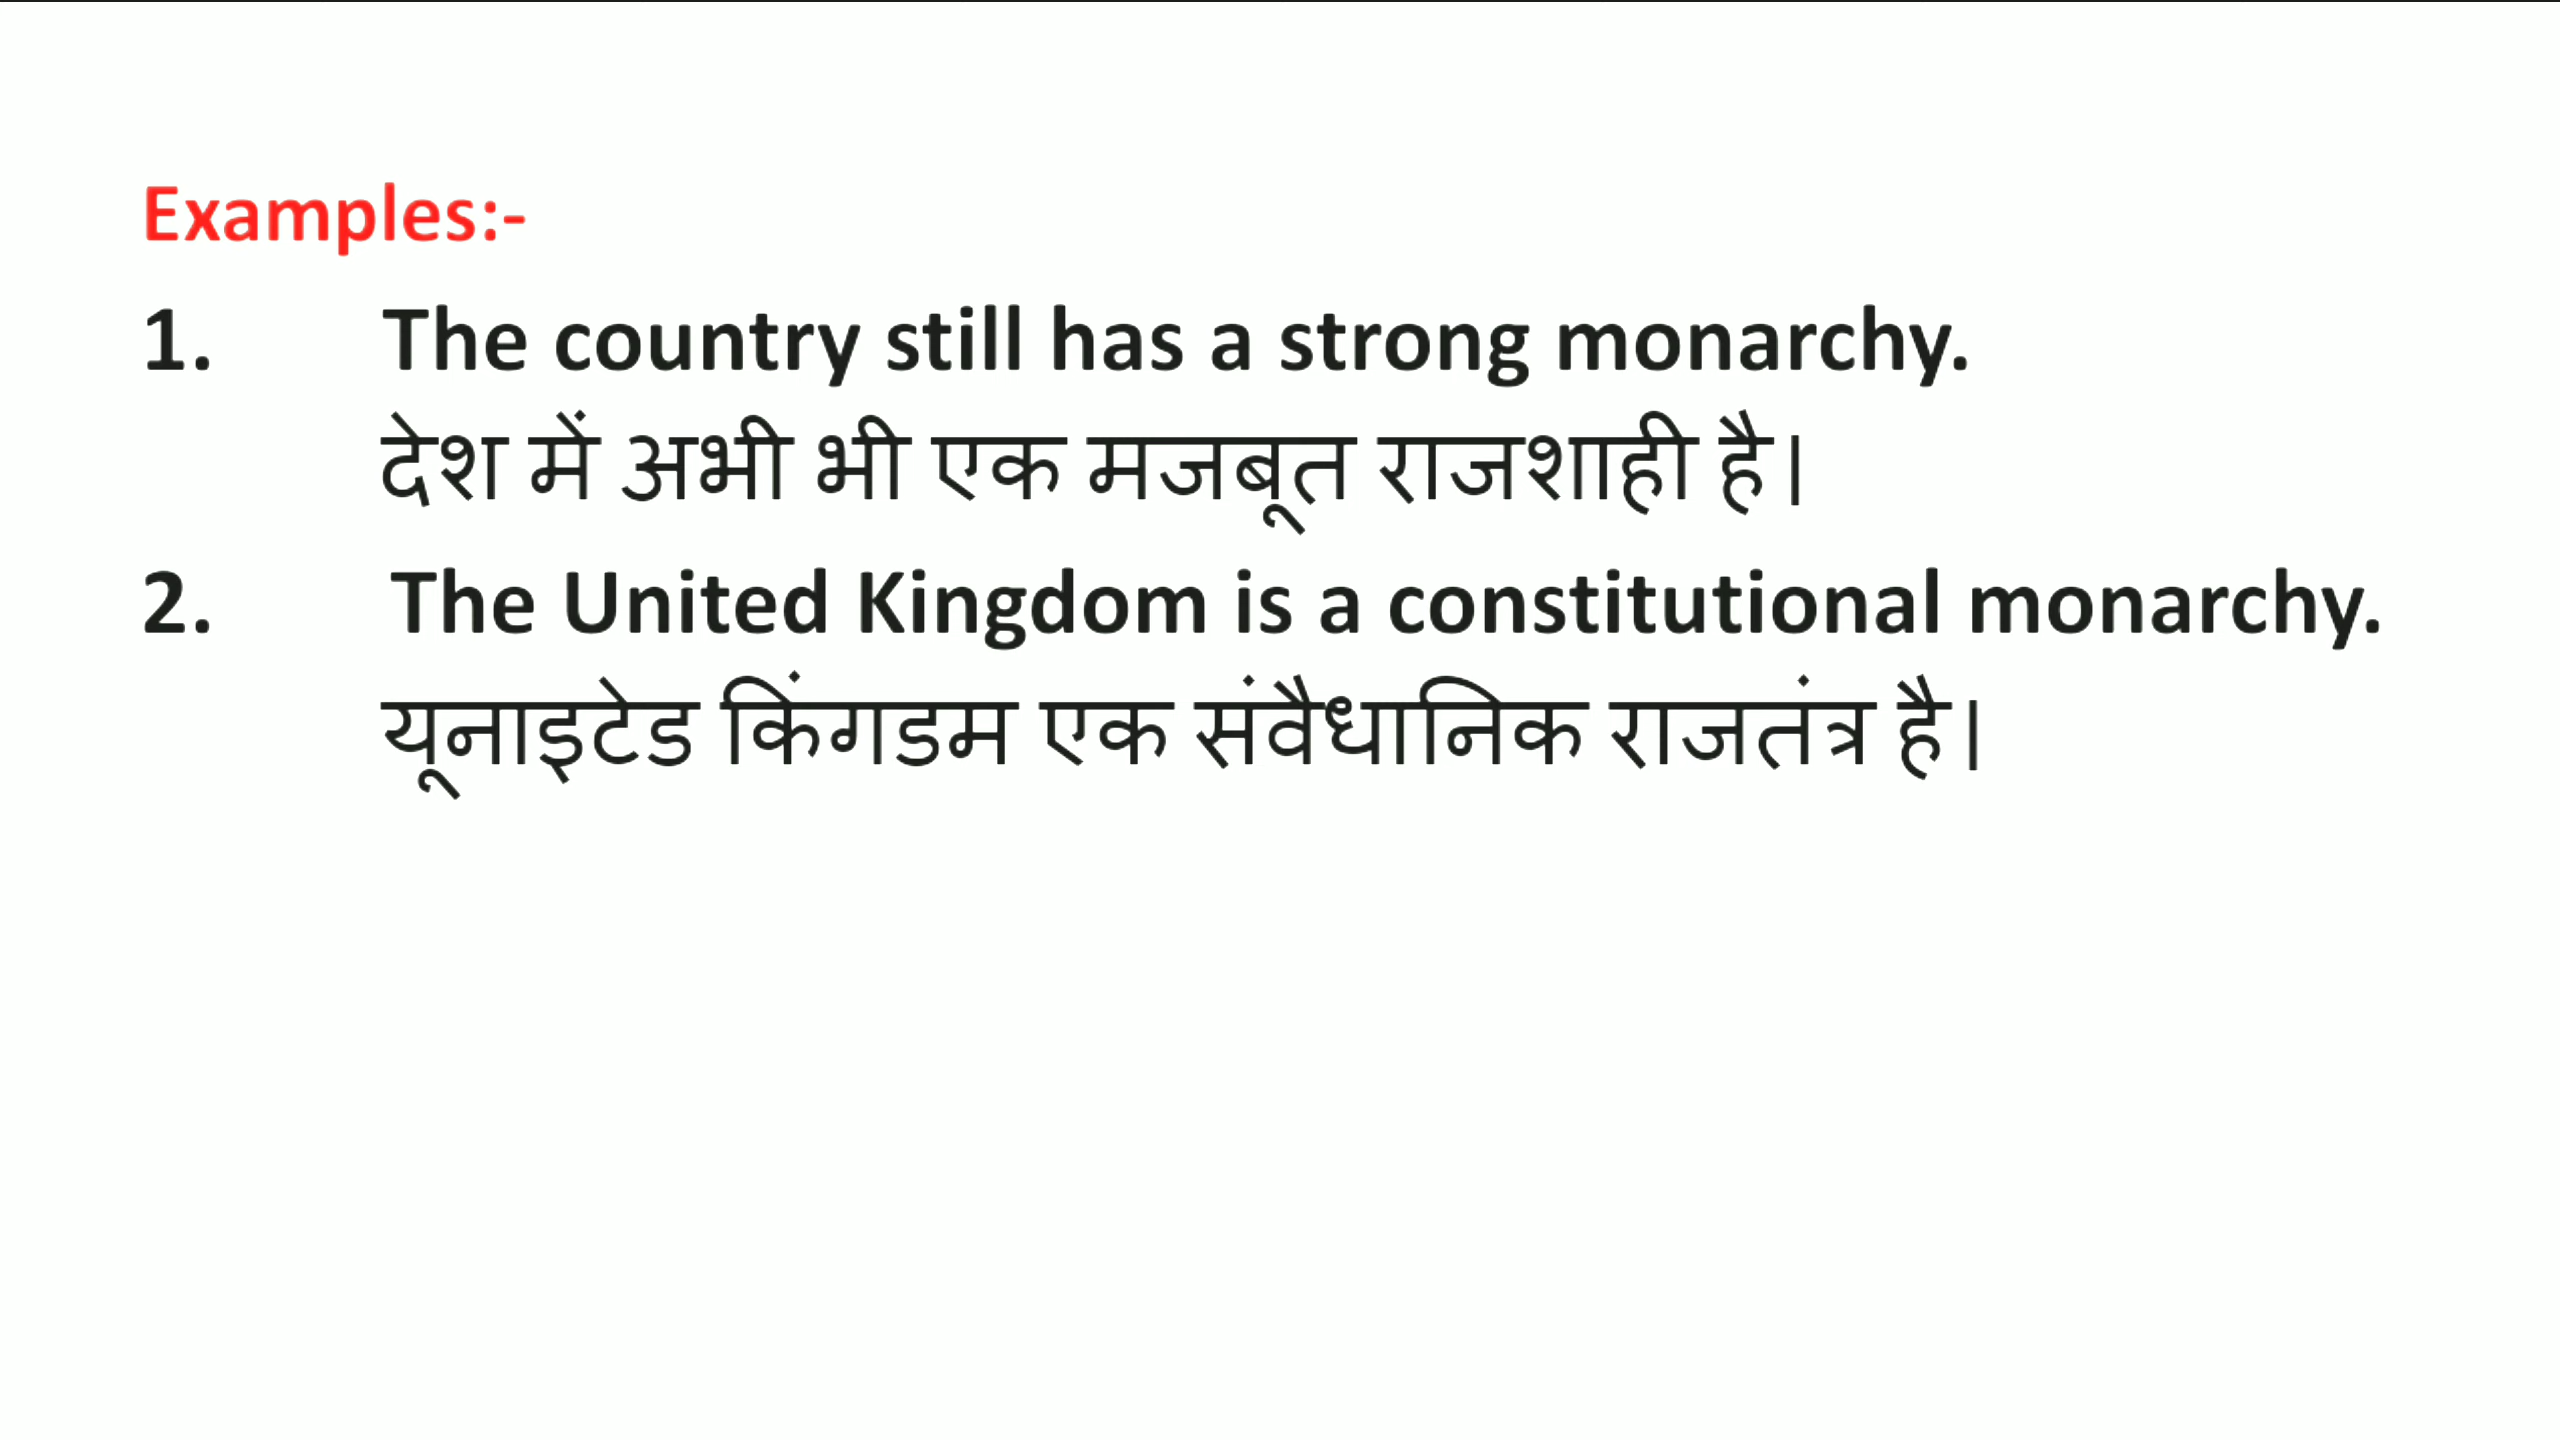 Examples:-
1. The country still has a strong monarchy.
देश में अभी भी एक मजबूत राजशाही है।
2. The United Kingdom is a constitutional monarchy.
यूनाइटेड किंगडम एक संवैधानिक राजतंत्र है।